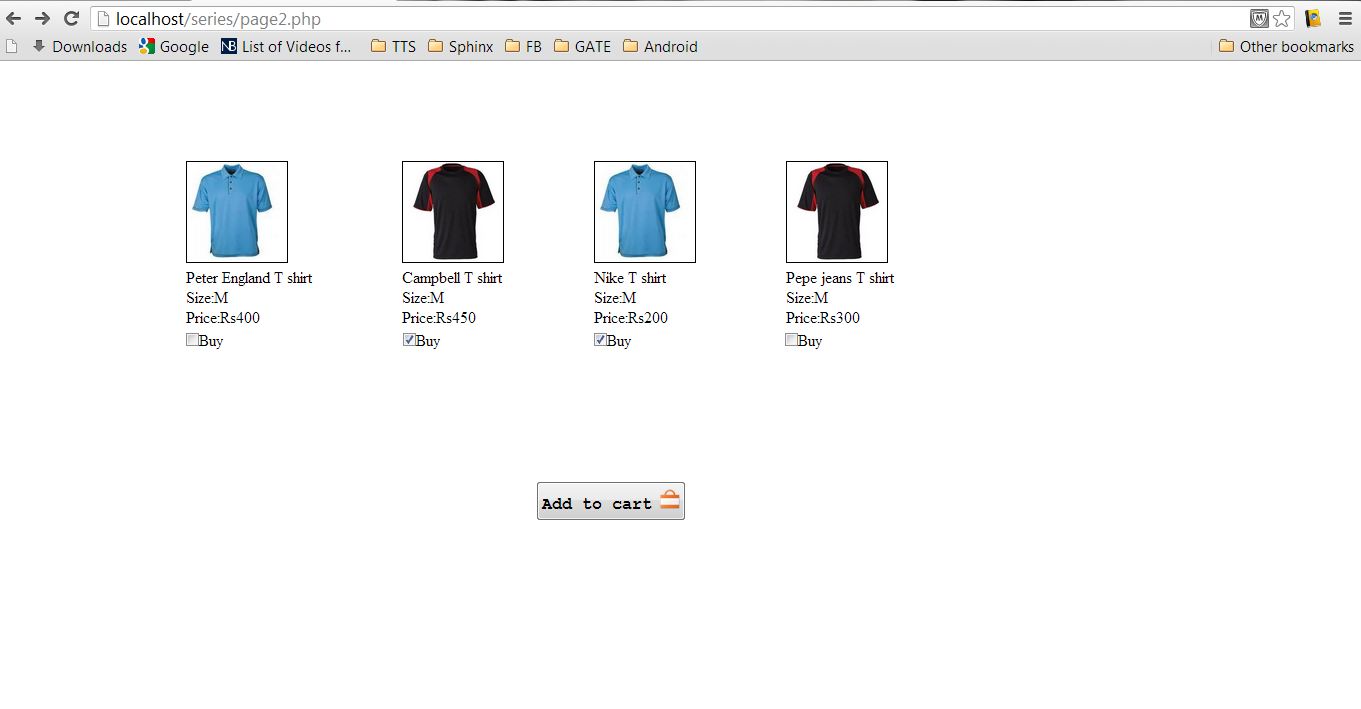 localhost/series/page2.php
Downloads Google NB List of Videos f... TTS Sphinx FB GATE Android Other bookmarks
Peter England T shirt
Size:M
Price:Rs400
Buy
Campbell T shirt
Size:M
Price:Rs450
Buy
Nike T shirt
Size:M
Price:Rs200
Buy
Pepe jeans T shirt
Size:M
Price:Rs300
Buy
Add to cart